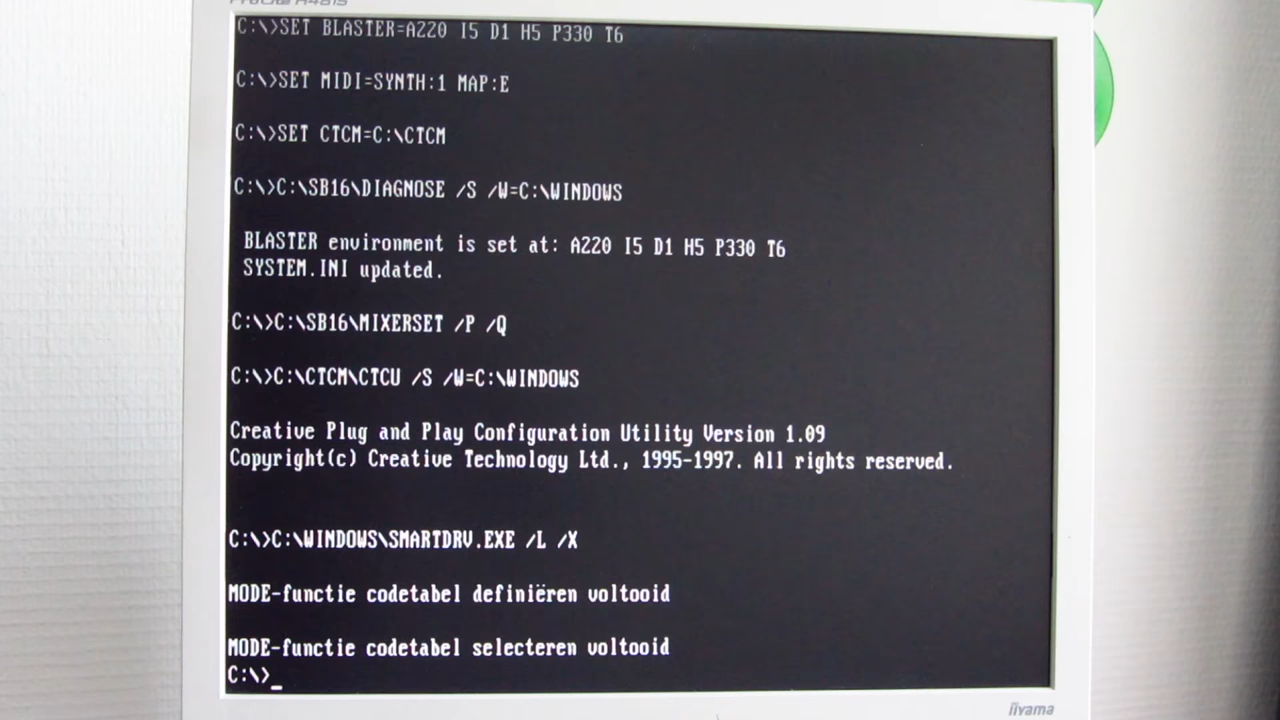 C:\>SET BLASTER=A220 I5 D1 H5 P330 T6
C:\>SET MIDI=SYNTH:1 MAP:E
C:\>SET CTCM=C:\CTCM
C:\>C:\SB16\DIAGNOSE /S /W=C:\WINDOWS
BLASTER environment is set at: A220 I5 D1 H5 P330 T6
SYSTEM.INI updated.
C:\>C:\SB16\MIXERSET /P /Q
C:\>C:\CTCM\CTCU /S /W=C:\WINDOWS
Creative Plug and Play Configuration Utility Version 1.09
Copyright(c) Creative Technology Ltd., 1995-1997. All rights reserved.
C:\>C:\WINDOWS\SMARTDRV.EXE /L /X
MODE-functie codetabel definiëren voltooid
MODE-functie codetabel selecteren voltooid
C:\>_
iiyama